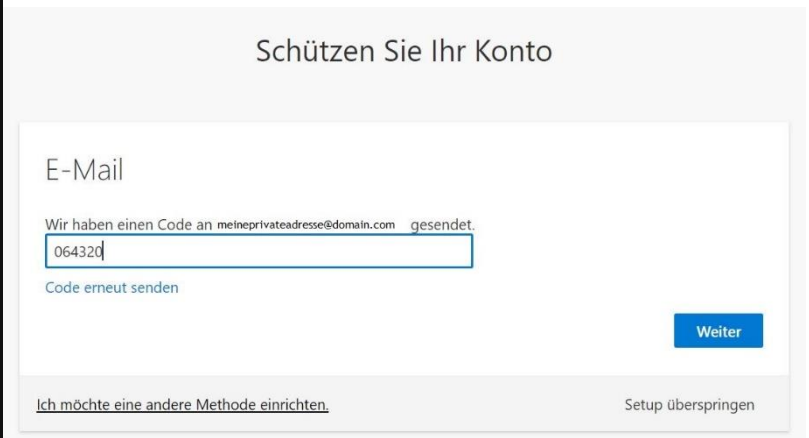 Schützen Sie Ihr Konto
E-Mail
Wir haben einen Code an meineprivateadresse@domain.com gesendet.
064320
Code erneut senden
Weiter
Ich möchte eine andere Methode einrichten. Setup überspringen